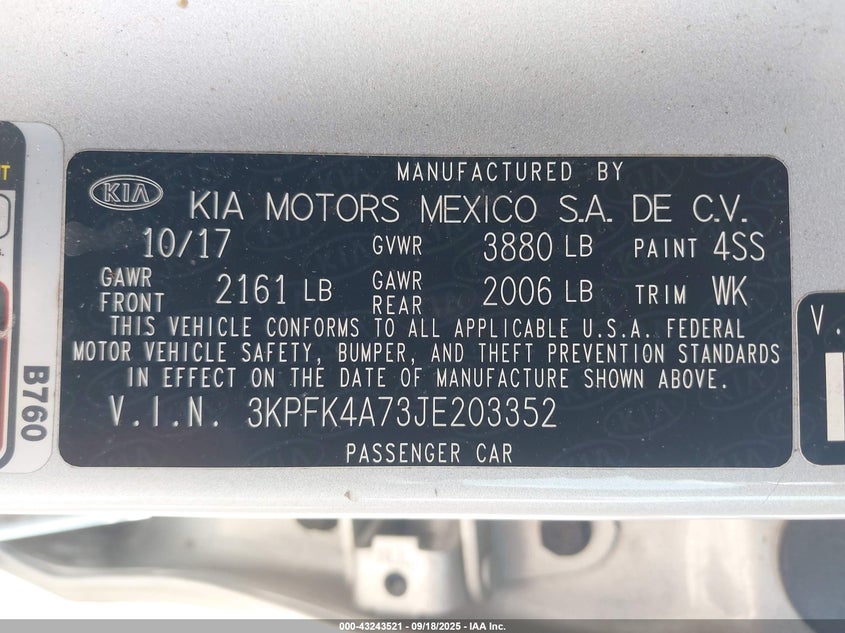 MANUFACTURED BY
KIA
KIA MOTORS MEXICO S.A. DE C.V.
10/17 GVWR 3880 LB PAINT 4SS
GAWR FRONT 2161 LB GAWR REAR 2006 LB TRIM WK
THIS VEHICLE CONFORMS TO ALL APPLICABLE U.S.A. FEDERAL
MOTOR VEHICLE SAFETY, BUMPER, AND THEFT PREVENTION STANDARDS
IN EFFECT ON THE DATE OF MANUFACTURE SHOWN ABOVE.
V.I.N. 3KPFK4A73JE203352
PASSENGER CAR
B760
V.
000-43243521 - 09/18/2025 - IAA Inc.